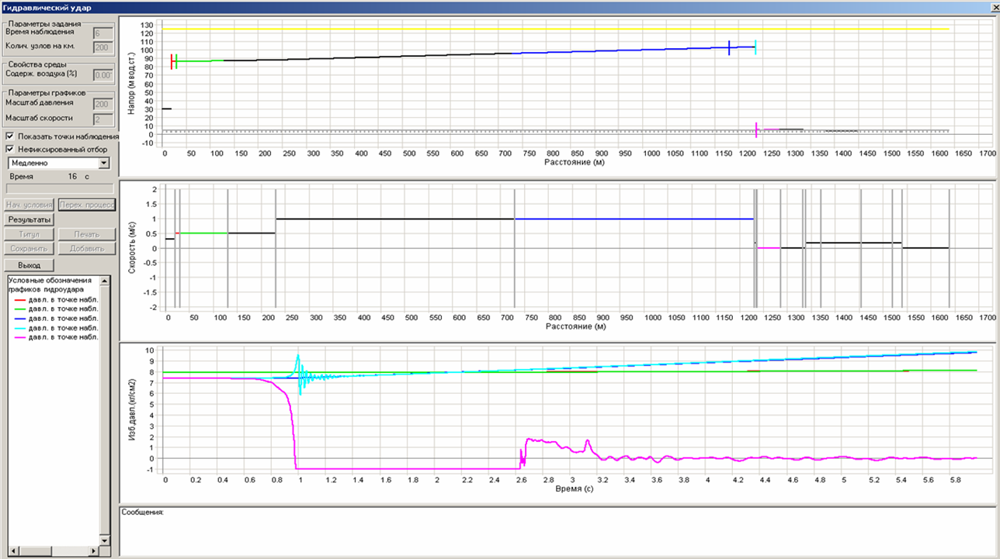 Гидравлический удар
Параметры задания
Время наблюдения 6
Колич. узлов на км. 200
Свойства среды
Содерж. воздуха (%) 0.00
Параметры графиков
Масштаб давления 200
Масштаб скорости 2
Показать точки наблюдения
Нефиксированный отбор
Медленно
Время 16 с
Нач. условия Перех. процесс
Результаты
Титул Печать
Сохранить Добавить
Выход
Условные обозначения
графиков гидроудара
давл. в точке набл.
давл. в точке набл.
давл. в точке набл.
давл. в точке набл.
давл. в точке набл.
Напор (м вод.ст.)
130
120
110
100
90
80
70
60
50
40
30
20
10
0
-10
0 50 100 150 200 250 300 350 400 450 500 550 600 650 700 750 800 850 900 950 1000 1050 1100 1150 1200 1250 1300 1350 1400 1450 1500 1550 1600 1650 1700
Расстояние (м)
Скорость (м/с)
2
1.5
1
0.5
0
-0.5
-1
-1.5
-2
0 50 100 150 200 250 300 350 400 450 500 550 600 650 700 750 800 850 900 950 1000 1050 1100 1150 1200 1250 1300 1350 1400 1450 1500 1550 1600 1650 1700
Расстояние (м)
Изб.давл.(кг/см2)
10
9
8
7
6
5
4
3
2
1
0
-1
0 0.2 0.4 0.6 0.8 1 1.2 1.4 1.6 1.8 2 2.2 2.4 2.6 2.8 3 3.2 3.4 3.6 3.8 4 4.2 4.4 4.6 4.8 5 5.2 5.4 5.6 5.8
Время (с)
Сообщения: